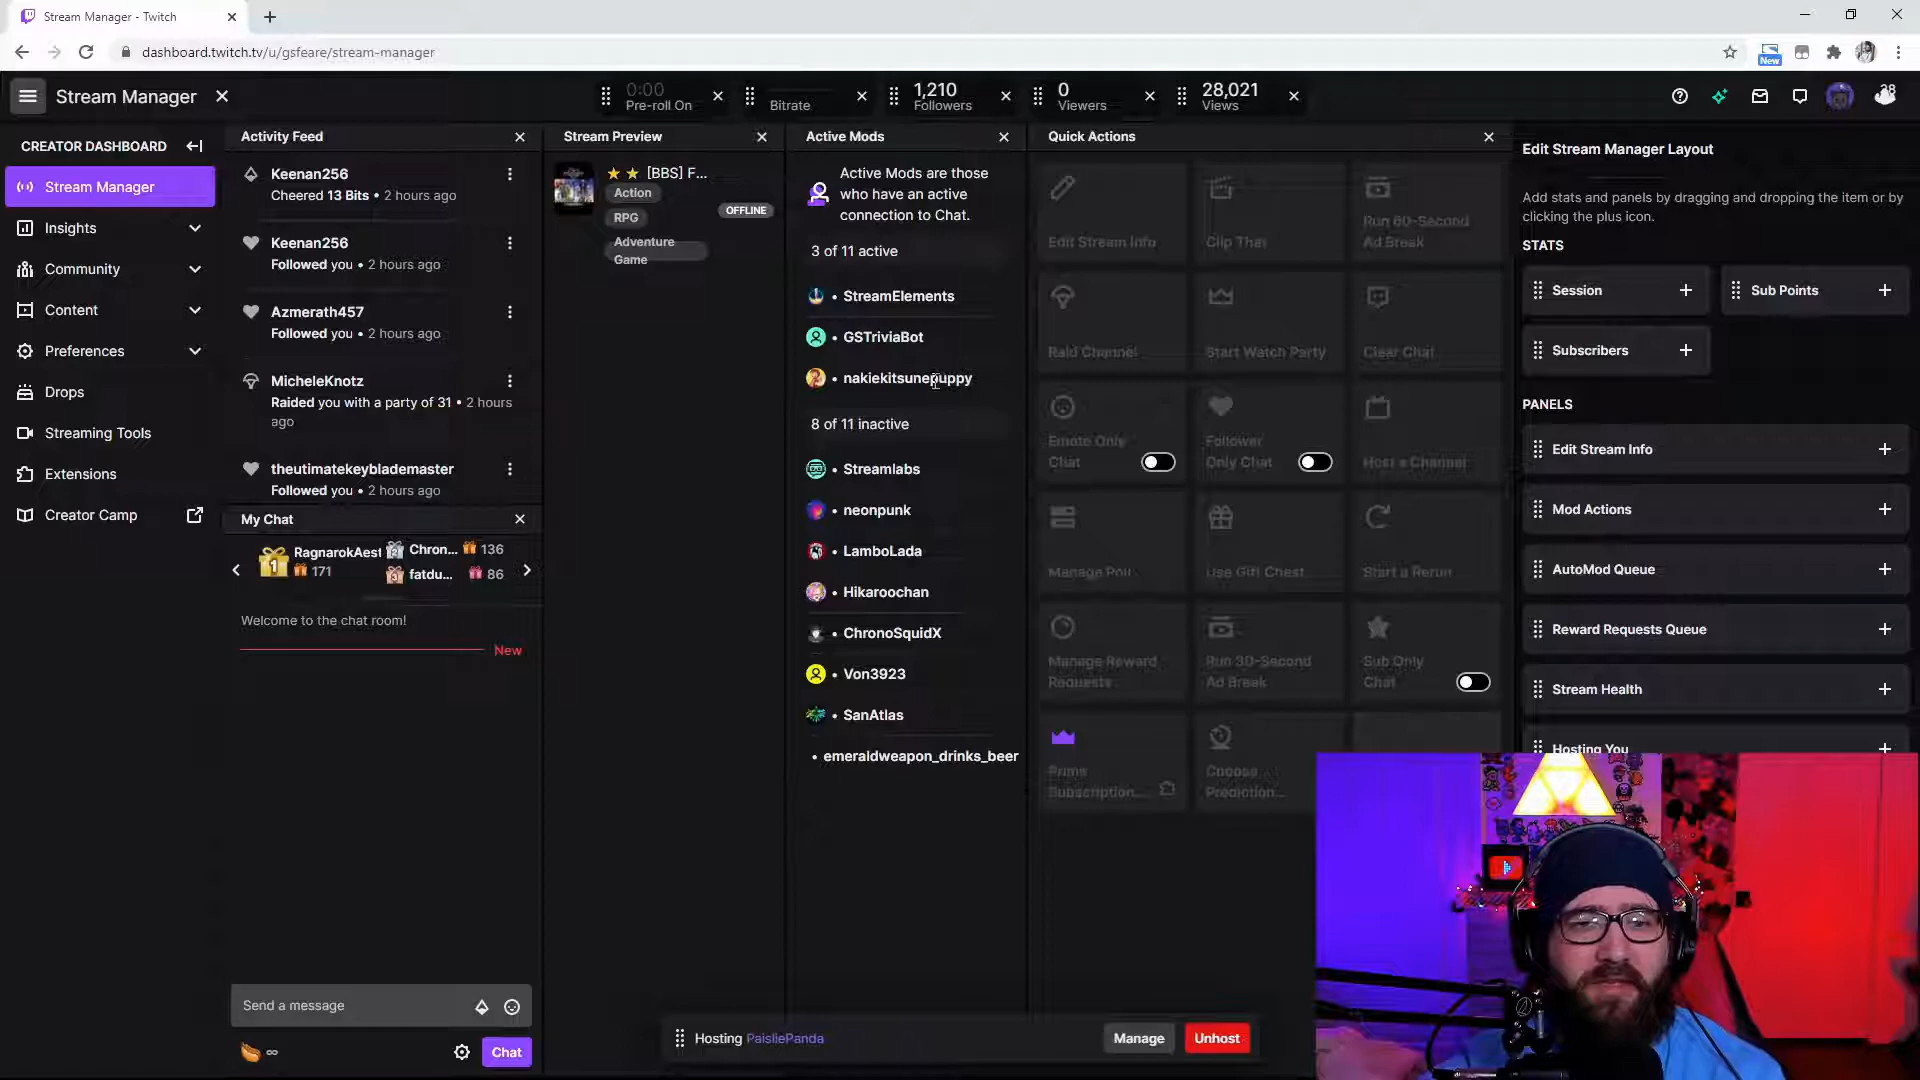 Stream Manager - Twitch
dashboard.twitch.tv/u/gsfeare/stream-manager
New
Stream Manager
0:00
Pre-roll On
Bitrate
1,210
Followers
0
Viewers
28,021
Views
28
CREATOR DASHBOARD
Stream Manager
Insights
Community
Content
Preferences
Drops
Streaming Tools
Extensions
Creator Camp
Activity Feed
Keenan256
Cheered 13 Bits • 2 hours ago
Keenan256
Followed you • 2 hours ago
Azmerath457
Followed you • 2 hours ago
MicheleKnotz
Raided you with a party of 31 • 2 hours
ago
theutimatekeyblademaster
Followed you • 2 hours ago
My Chat
1 RagnarokAest
171
2 Chron... 136
3 fatdu... 86
Welcome to the chat room!
New
Send a message
∞
Chat
Stream Preview
[BBS] F...
Action
RPG
Adventure
Game
OFFLINE
Active Mods
Active Mods are those
who have an active
connection to Chat.
3 of 11 active
• StreamElements
• GSTriviaBot
• nakiekitsunepuppy
8 of 11 inactive
• Streamlabs
• neonpunk
• LamboLada
• Hikaroochan
• ChronoSquidX
• Von3923
• SanAtlas
• emeraldweapon_drinks_beer
Quick Actions
Edit Stream Info
Clip That
Run 60-Second
Ad Break
Raid Channel
Start Watch Party
Clear Chat
Emote Only
Chat
Follower
Only Chat
Host a Channel
Manage Poll
Use Gift Chest
Start a Rerun
Manage Reward
Requests
Run 30-Second
Ad Break
Sub Only
Chat
Prime
Subscription...
Choose
Prediction...
Hosting PaisliePanda
Manage
Unhost
Edit Stream Manager Layout
Add stats and panels by dragging and dropping the item or by
clicking the plus icon.
STATS
Session
Sub Points
Subscribers
PANELS
Edit Stream Info
Mod Actions
AutoMod Queue
Reward Requests Queue
Stream Health
Hosting You